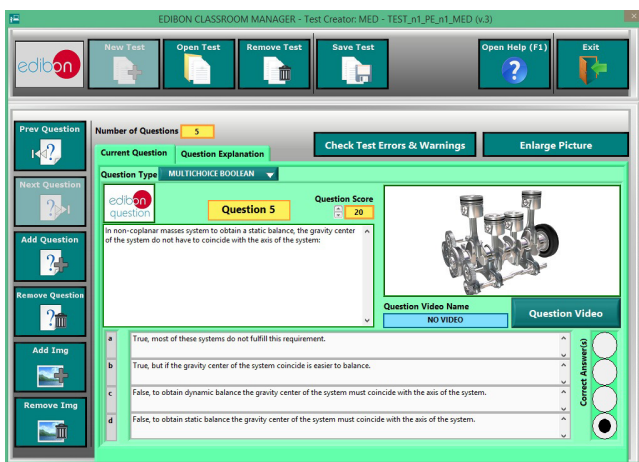 EDIBON CLASSROOM MANAGER - Test Creator: MED - TEST_n1_PE_n1_MED (v.3)
edibon
New Test
Open Test
Remove Test
Save Test
Open Help (F1)
Exit
Prev Question
Next Question
Add Question
Remove Question
Add Img
Remove Img
Number of Questions 5
Check Test Errors & Warnings
Enlarge Picture
Current Question
Question Explanation
Question Type MULTICHOICE BOOLEAN
edibon
question
Question 5
Question Score
20
In non-coplanar masses system to obtain a static balance, the gravity center
of the system do not have to coincide with the axis of the system:
Question Video Name
NO VIDEO
Question Video
a True, most of these systems do not fulfill this requirement.
b True, but if the gravity center of the system coincide is easier to balance.
c False, to obtain dynamic balance the gravity center of the system must coincide with the axis of the system.
d False, to obtain static balance the gravity center of the system must coincide with the axis of the system.
Correct Answer(s)